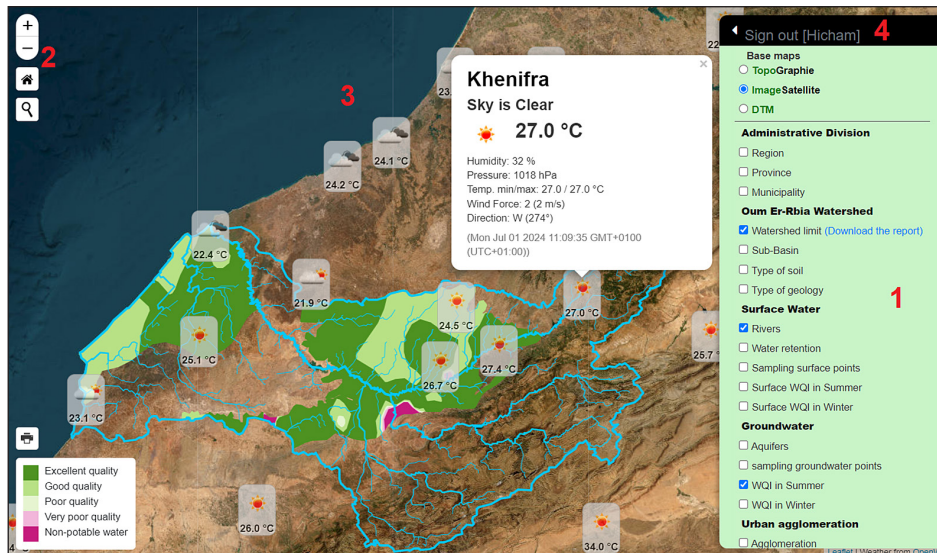 +
2
−
3
4
Sign out [Hicham]
22
23.
Khenifra
×
Sky is Clear
27.0 °C
Humidity: 32 %
Pressure: 1018 hPa
Temp. min/max: 27.0 / 27.0 °C
Wind Force: 2 (2 m/s)
Direction: W (274°)
(Mon Jul 01 2024 11:09:35 GMT+0100
(UTC+01:00))
24.1 °C
24.2 °C
22.4 °C
21.9 °C
24.5 °C
27.0 °C
25.1 °C
26.7 °C
27.4 °C
25.7
23.1 °C
26.0 °C
34.0 °C
Excellent quality
Good quality
Poor quality
Very poor quality
Non-potable water
Base maps
TopoGraphie
ImageSatellite
DTM
Administrative Division
Region
Province
Municipality
Oum Er-Rbia Watershed
Watershed limit (Download the report)
Sub-Basin
Type of soil
Type of geology
1
Surface Water
Rivers
Water retention
Sampling surface points
Surface WQI in Summer
Surface WQI in Winter
Groundwater
Aquifers
sampling groundwater points
WQI in Summer
WQI in Winter
Urban agglomeration
Agglomeration
Leaflet | Weather from